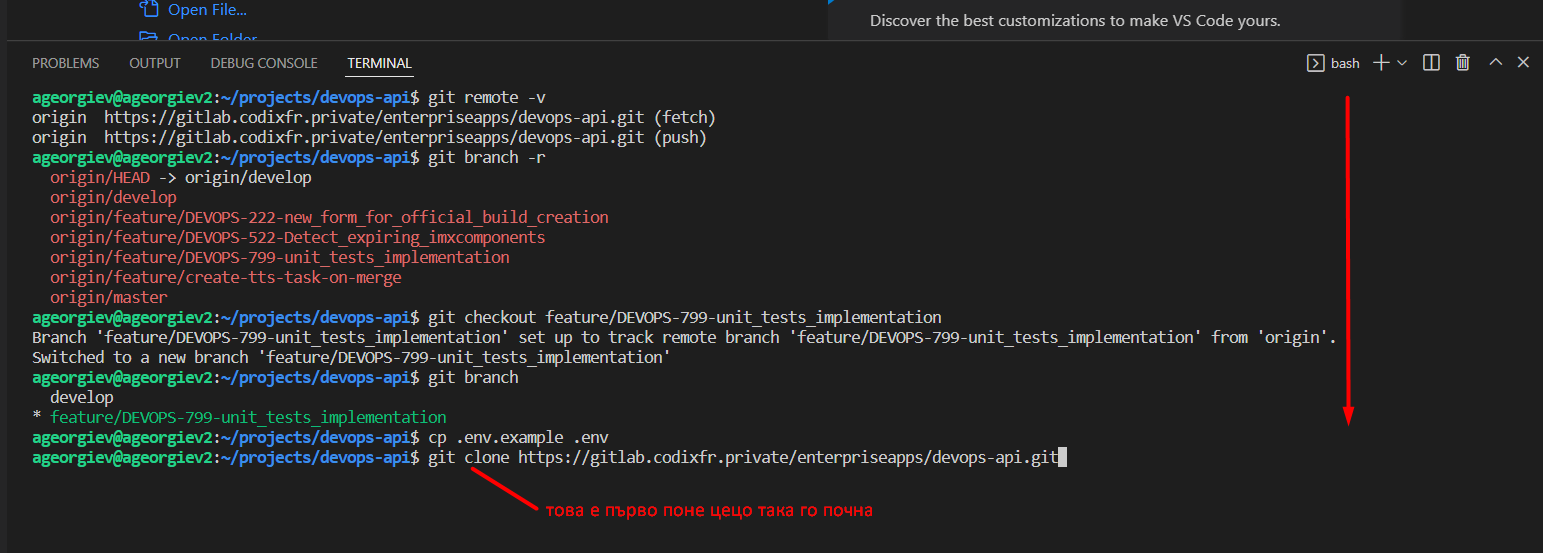 Open File...
Open Folder
Discover the best customizations to make VS Code yours.
PROBLEMS OUTPUT DEBUG CONSOLE TERMINAL bash
ageorgiev@ageorgiev2:~/projects/devops-api$ git remote -v
origin  https://gitlab.codixfr.private/enterpriseapps/devops-api.git (fetch)
origin  https://gitlab.codixfr.private/enterpriseapps/devops-api.git (push)
ageorgiev@ageorgiev2:~/projects/devops-api$ git branch -r
  origin/HEAD -> origin/develop
  origin/develop
  origin/feature/DEVOPS-222-new_form_for_official_build_creation
  origin/feature/DEVOPS-522-Detect_expiring_imxcomponents
  origin/feature/DEVOPS-799-unit_tests_implementation
  origin/feature/create-tts-task-on-merge
  origin/master
ageorgiev@ageorgiev2:~/projects/devops-api$ git checkout feature/DEVOPS-799-unit_tests_implementation
Branch 'feature/DEVOPS-799-unit_tests_implementation' set up to track remote branch 'feature/DEVOPS-799-unit_tests_implementation' from 'origin'.
Switched to a new branch 'feature/DEVOPS-799-unit_tests_implementation'
ageorgiev@ageorgiev2:~/projects/devops-api$ git branch
  develop
* feature/DEVOPS-799-unit_tests_implementation
ageorgiev@ageorgiev2:~/projects/devops-api$ cp .env.example .env
ageorgiev@ageorgiev2:~/projects/devops-api$ git clone https://gitlab.codixfr.private/enterpriseapps/devops-api.git
това е първо поне цецо така го почна